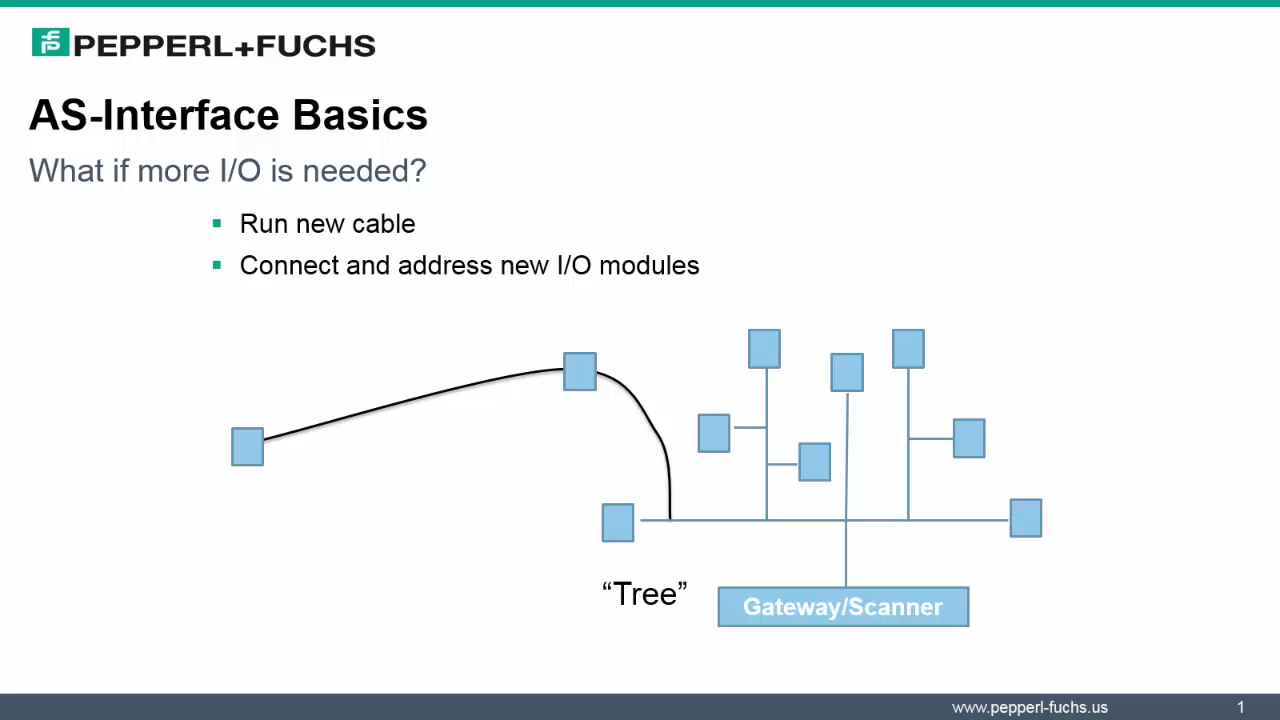 PEPPERL+FUCHS
AS-Interface Basics
What if more I/O is needed?
Run new cable
Connect and address new I/O modules
“Tree”
Gateway/Scanner
www.pepperl-fuchs.us
1